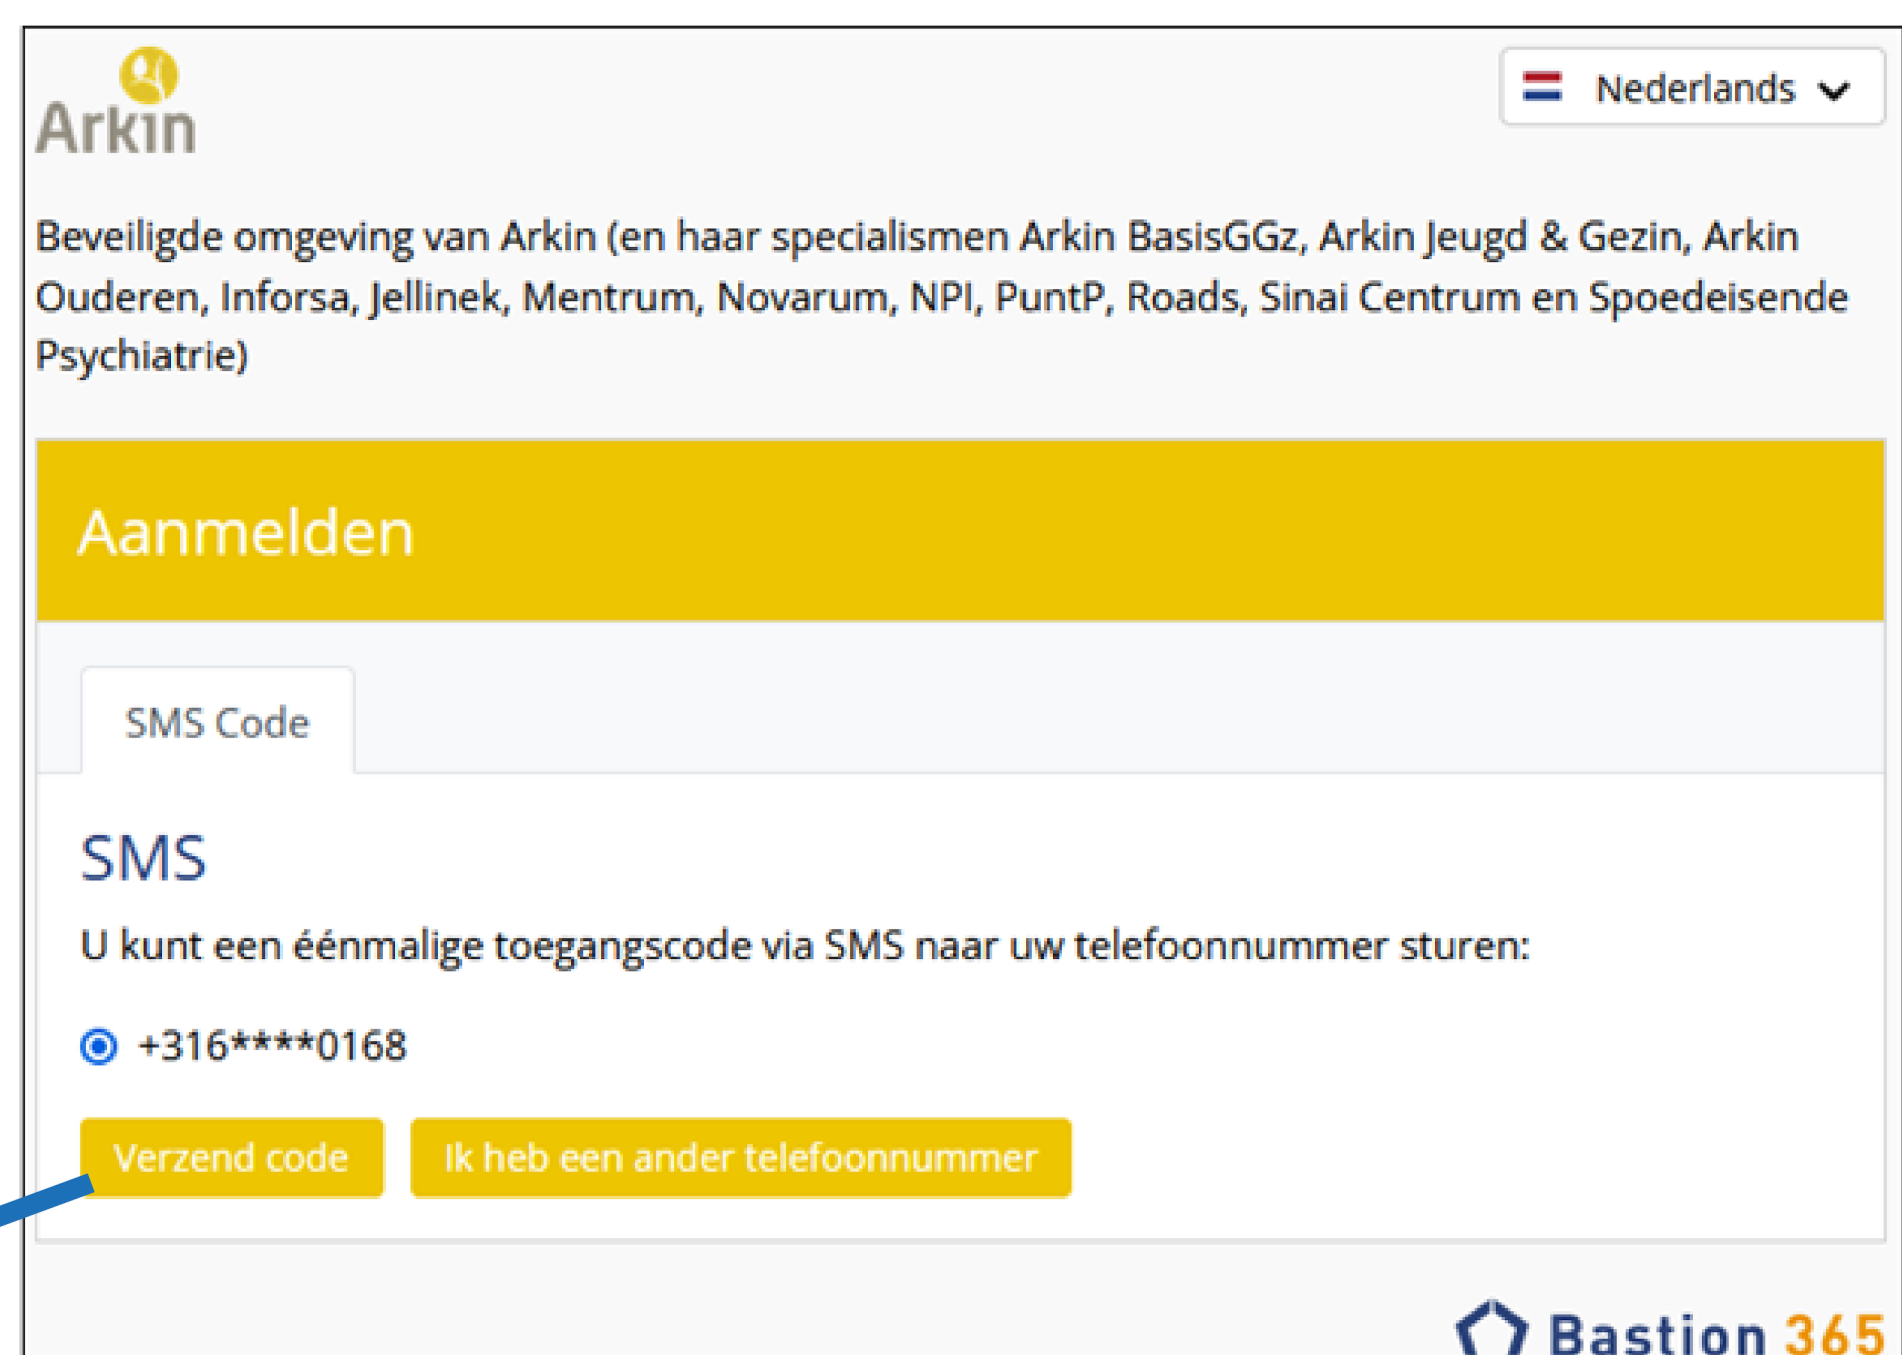 Arkin
Nederlands
Beveiligde omgeving van Arkin (en haar specialismen Arkin BasisGGz, Arkin Jeugd & Gezin, Arkin
Ouderen, Inforsa, Jellinek, Mentrum, Novarum, NPI, PuntP, Roads, Sinai Centrum en Spoedeisende
Psychiatrie)
Aanmelden
SMS Code
SMS
U kunt een éénmalige toegangscode via SMS naar uw telefoonnummer sturen:
+316****0168
Verzend code
Ik heb een ander telefoonnummer
Bastion 365